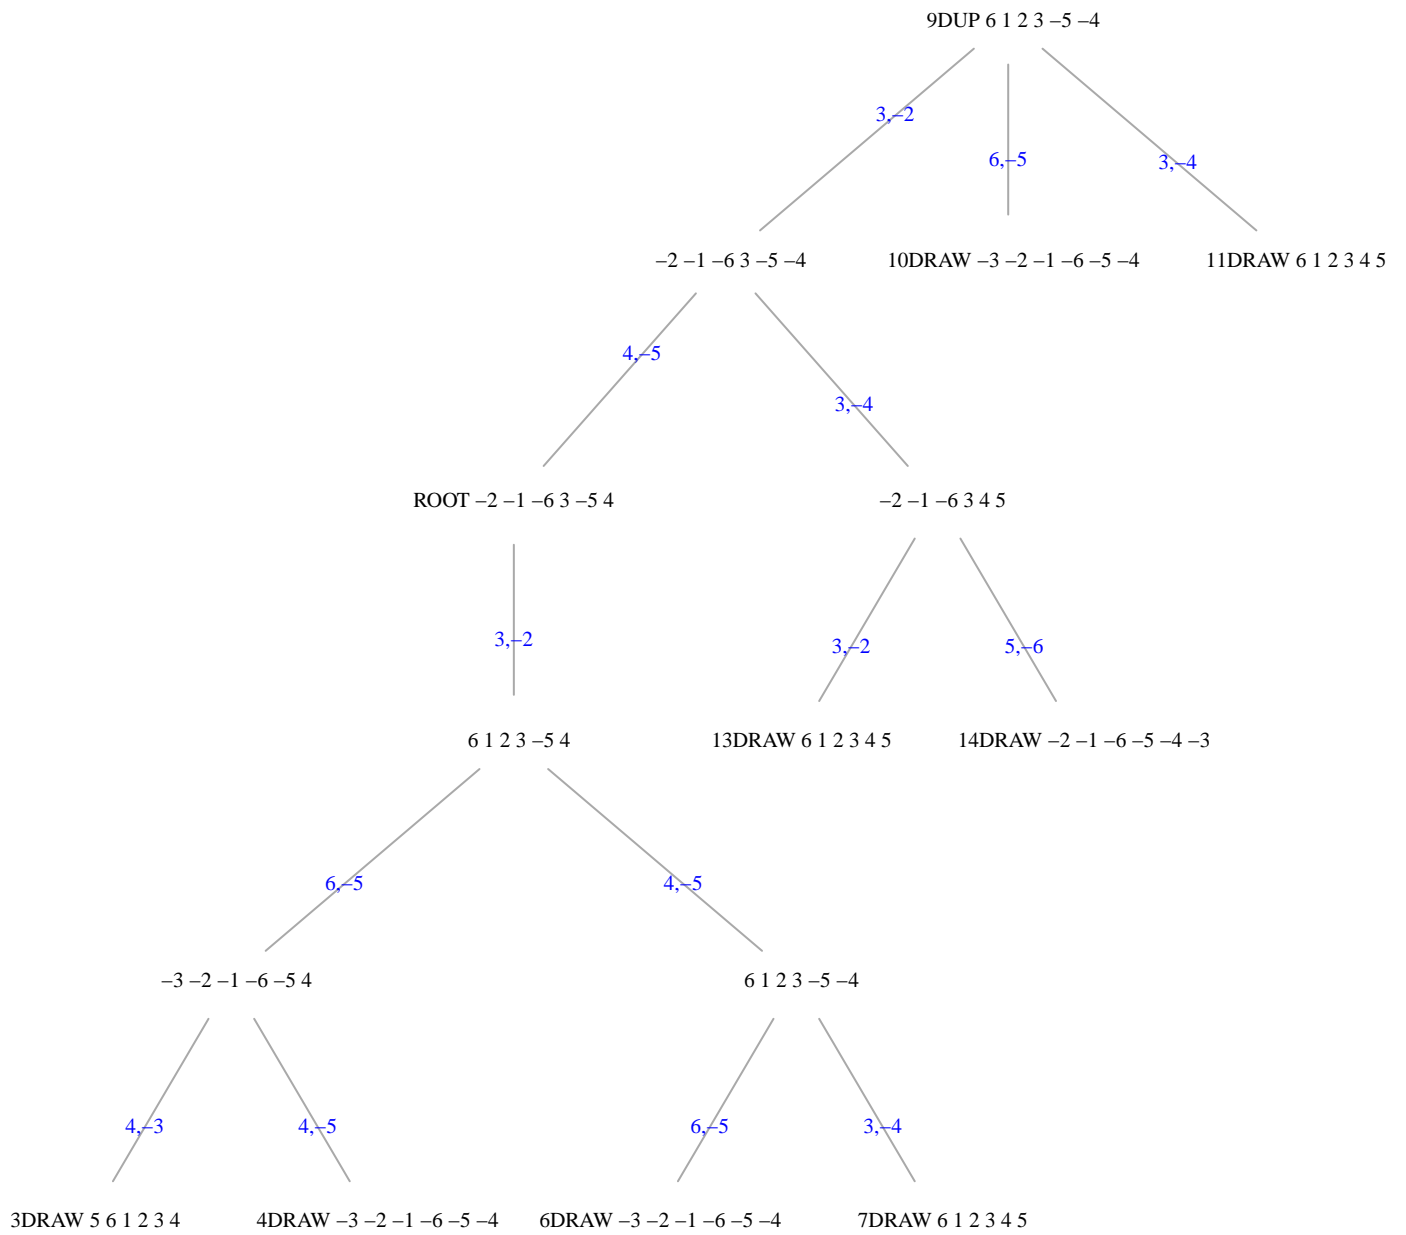 9DUP 6 1 2 3 –5 –4
3,–2
6,–5
3,–4
–2 –1 –6 3 –5 –4
10DRAW –3 –2 –1 –6 –5 –4
11DRAW 6 1 2 3 4 5
4,–5
3,–4
ROOT –2 –1 –6 3 –5 4
–2 –1 –6 3 4 5
3,–2
3,–2
5,–6
6 1 2 3 –5 4
13DRAW 6 1 2 3 4 5
14DRAW –2 –1 –6 –5 –4 –3
6,–5
4,–5
–3 –2 –1 –6 –5 4
6 1 2 3 –5 –4
4,–3
4,–5
6,–5
3,–4
3DRAW 5 6 1 2 3 4
4DRAW –3 –2 –1 –6 –5 –4
6DRAW –3 –2 –1 –6 –5 –4
7DRAW 6 1 2 3 4 5